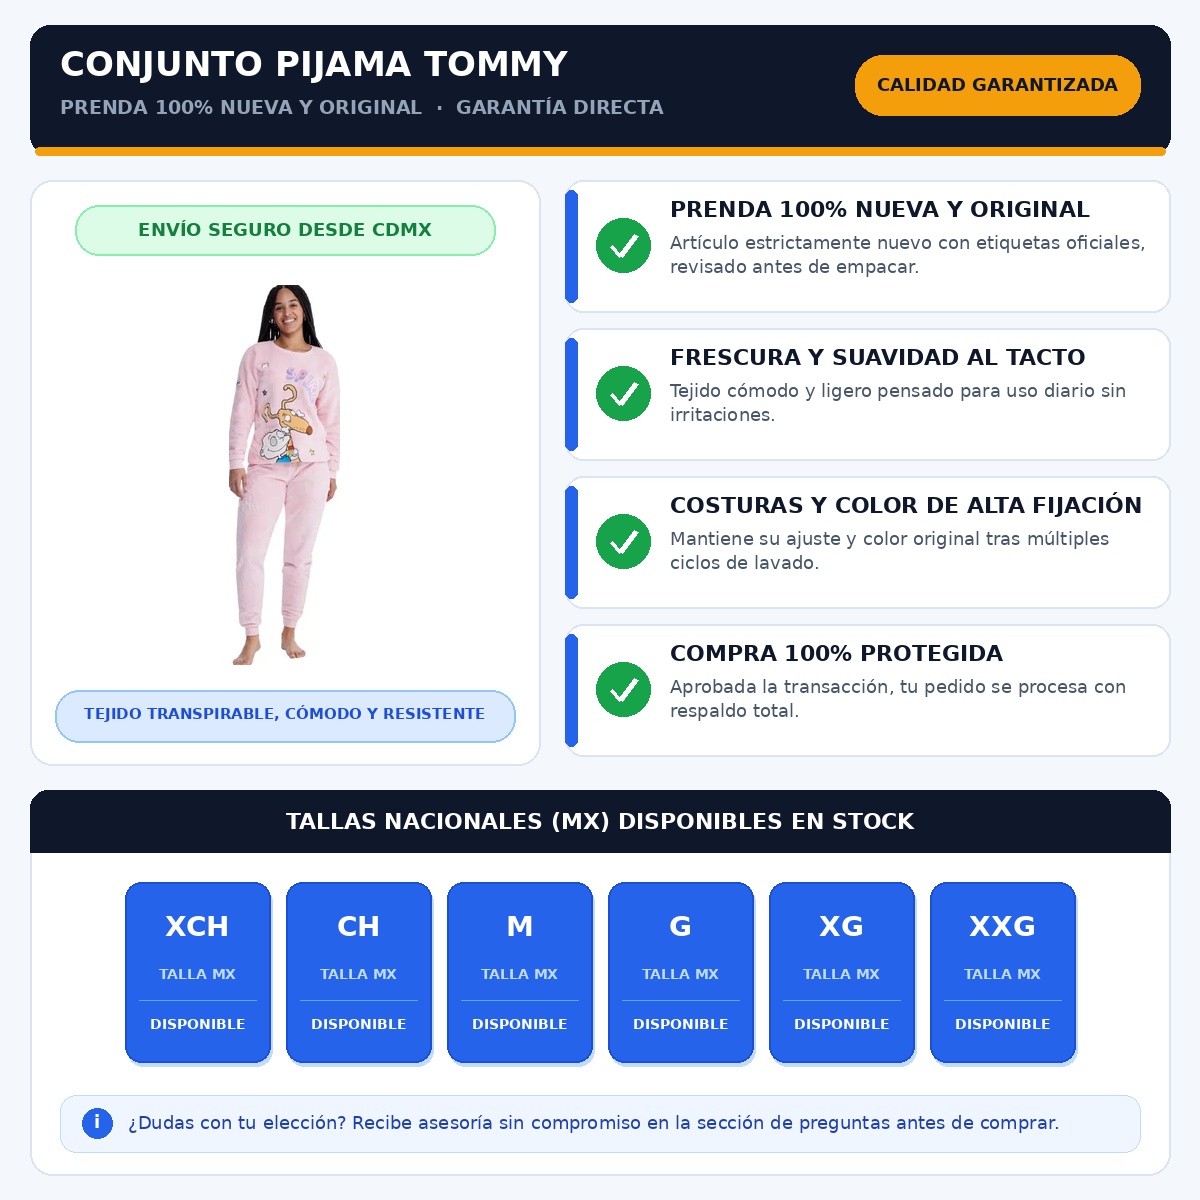 CONJUNTO PIJAMA TOMMY
PRENDA 100% NUEVA Y ORIGINAL · GARANTÍA DIRECTA
CALIDAD GARANTIZADA
ENVÍO SEGURO DESDE CDMX
TEJIDO TRANSPIRABLE, CÓMODO Y RESISTENTE
PRENDA 100% NUEVA Y ORIGINAL
Artículo estrictamente nuevo con etiquetas oficiales,
revisado antes de empacar.
FRESCURA Y SUAVIDAD AL TACTO
Tejido cómodo y ligero pensado para uso diario sin
irritaciones.
COSTURAS Y COLOR DE ALTA FIJACIÓN
Mantiene su ajuste y color original tras múltiples
ciclos de lavado.
COMPRA 100% PROTEGIDA
Aprobada la transacción, tu pedido se procesa con
respaldo total.
TALLAS NACIONALES (MX) DISPONIBLES EN STOCK
XCH
TALLA MX
DISPONIBLE
CH
TALLA MX
DISPONIBLE
M
TALLA MX
DISPONIBLE
G
TALLA MX
DISPONIBLE
XG
TALLA MX
DISPONIBLE
XXG
TALLA MX
DISPONIBLE
i
¿Dudas con tu elección? Recibe asesoría sin compromiso en la sección de preguntas antes de comprar.